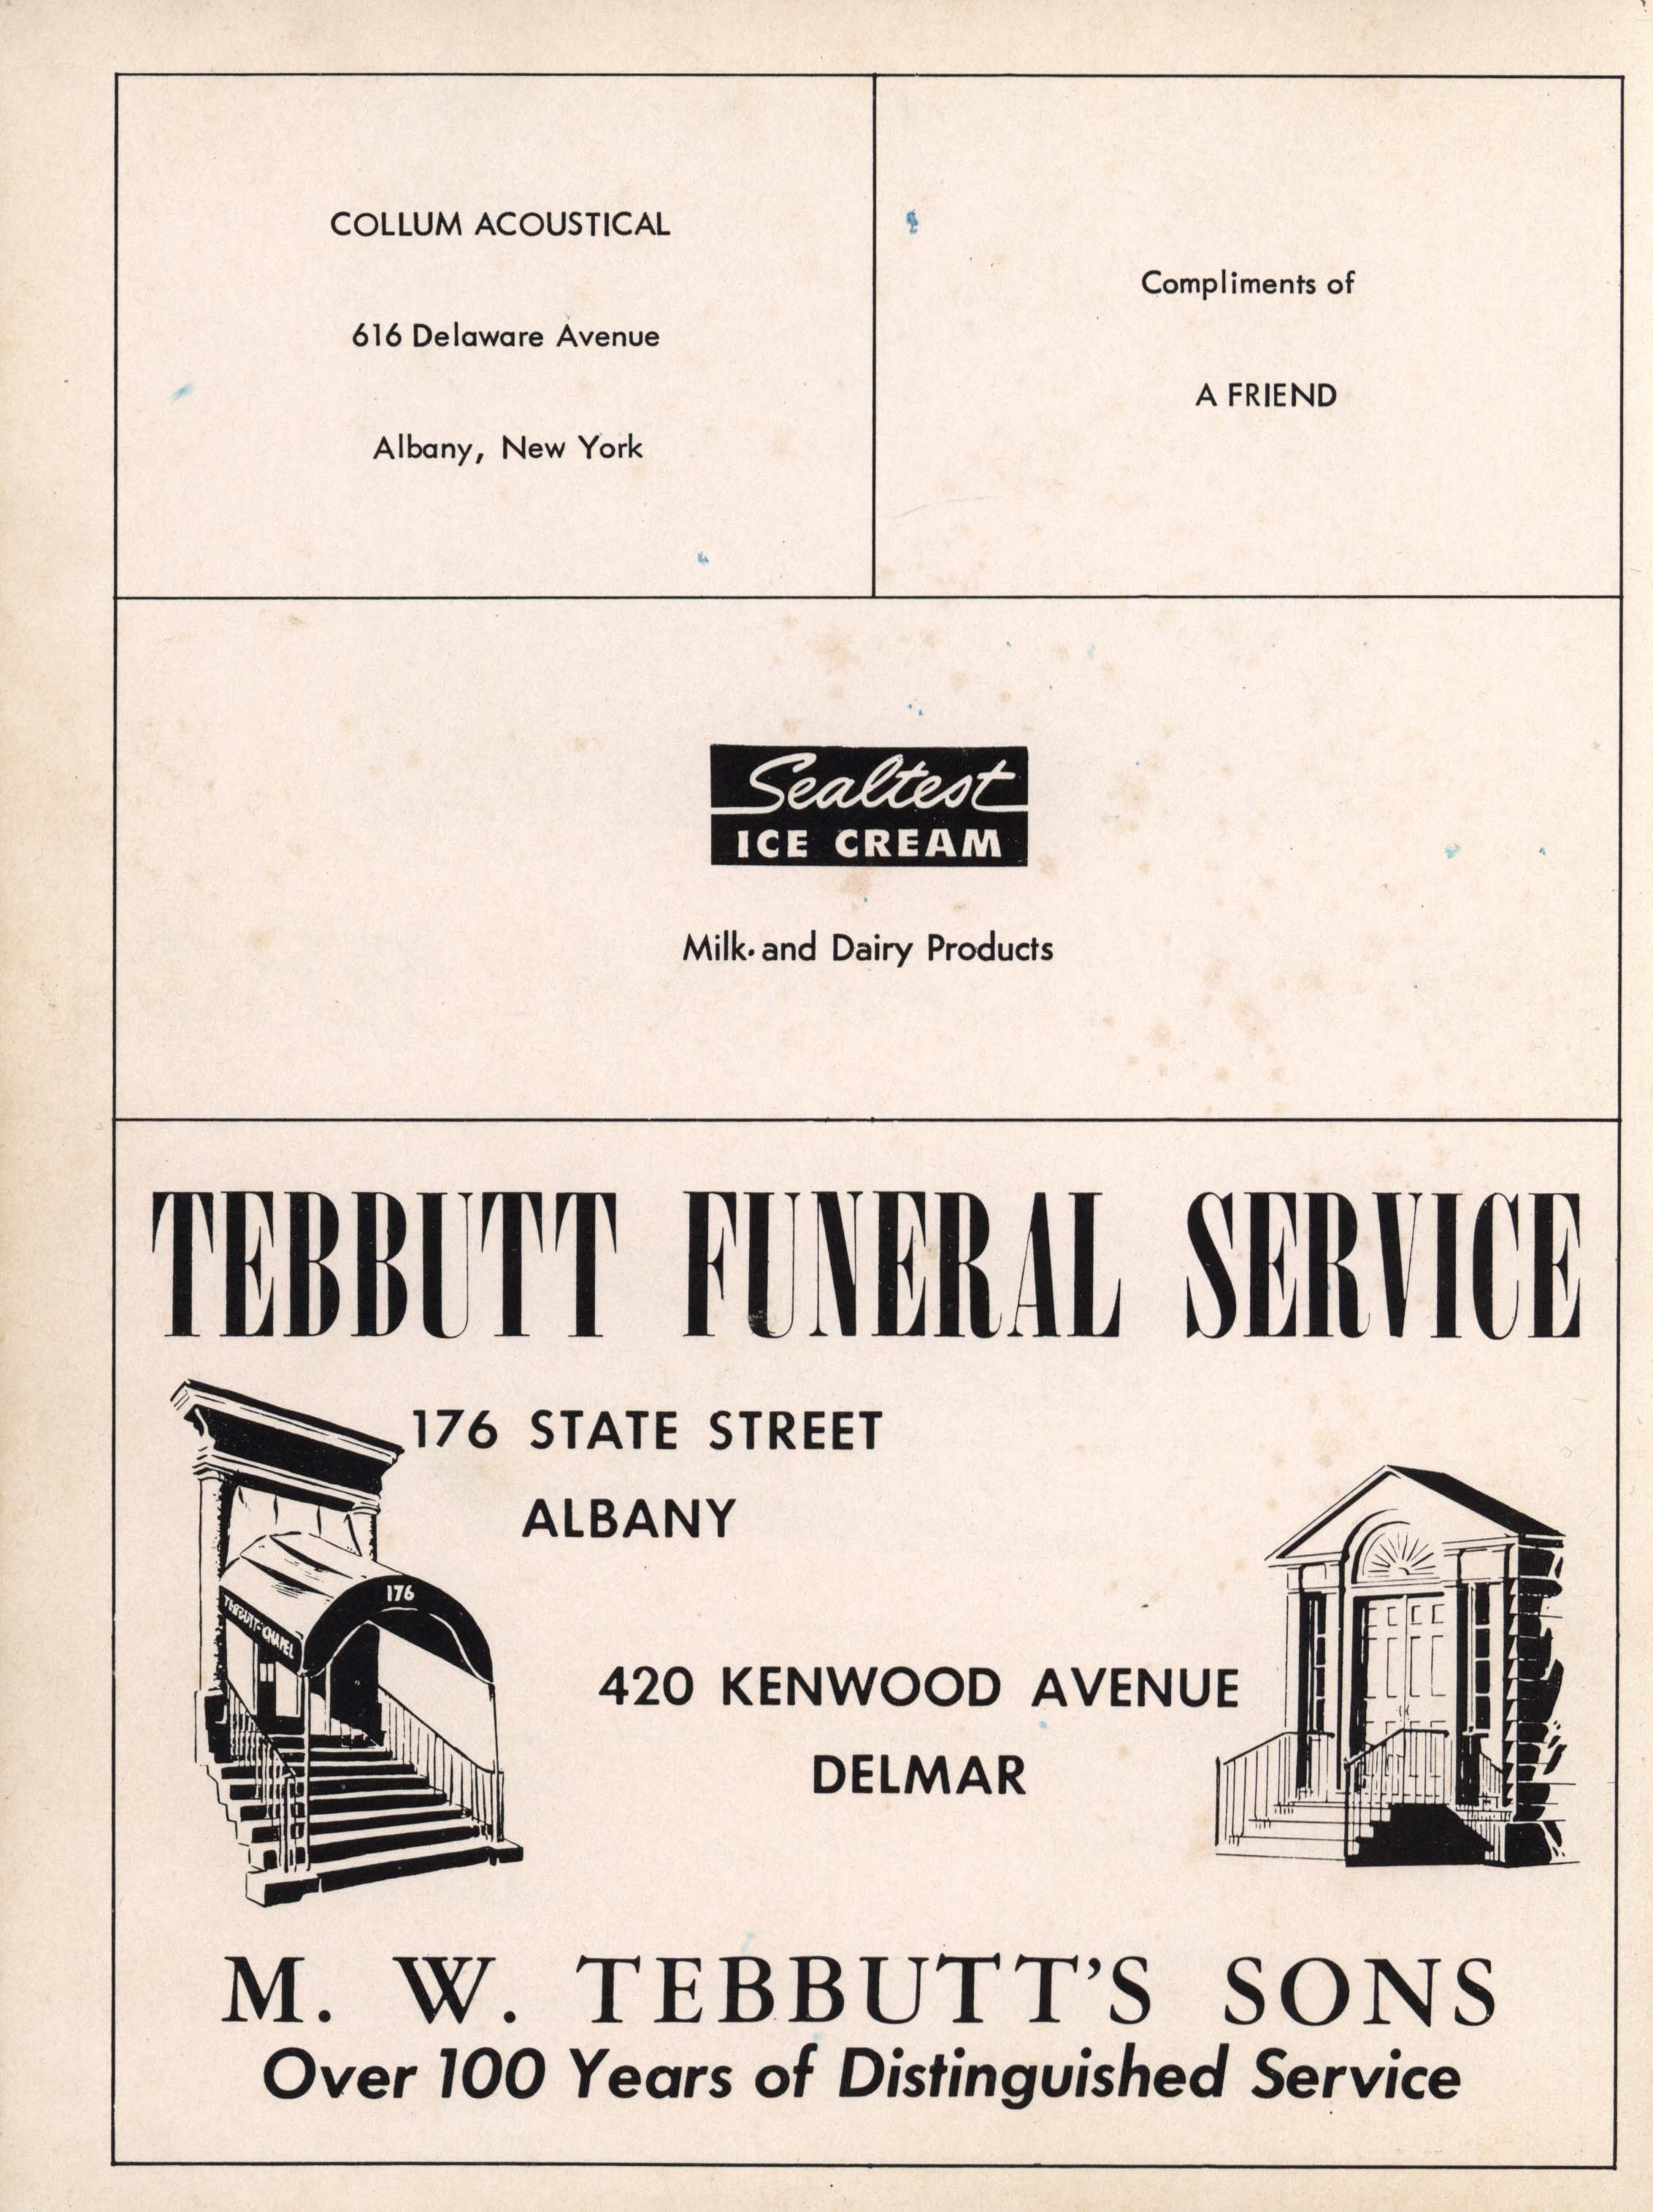 COLLUM ACOUSTICAL
616 Delaware Avenue
Albany, New York
Compliments of
A FRIEND
Sealtest
ICE CREAM
Milk and Dairy Products
TEBBUTT FUNERAL SERVICE
176 STATE STREET
ALBANY
176
TEBBUTT-CHAPEL
420 KENWOOD AVENUE
DELMAR
M. W. TEBBUTT'S SONS
Over 100 Years of Distinguished Service